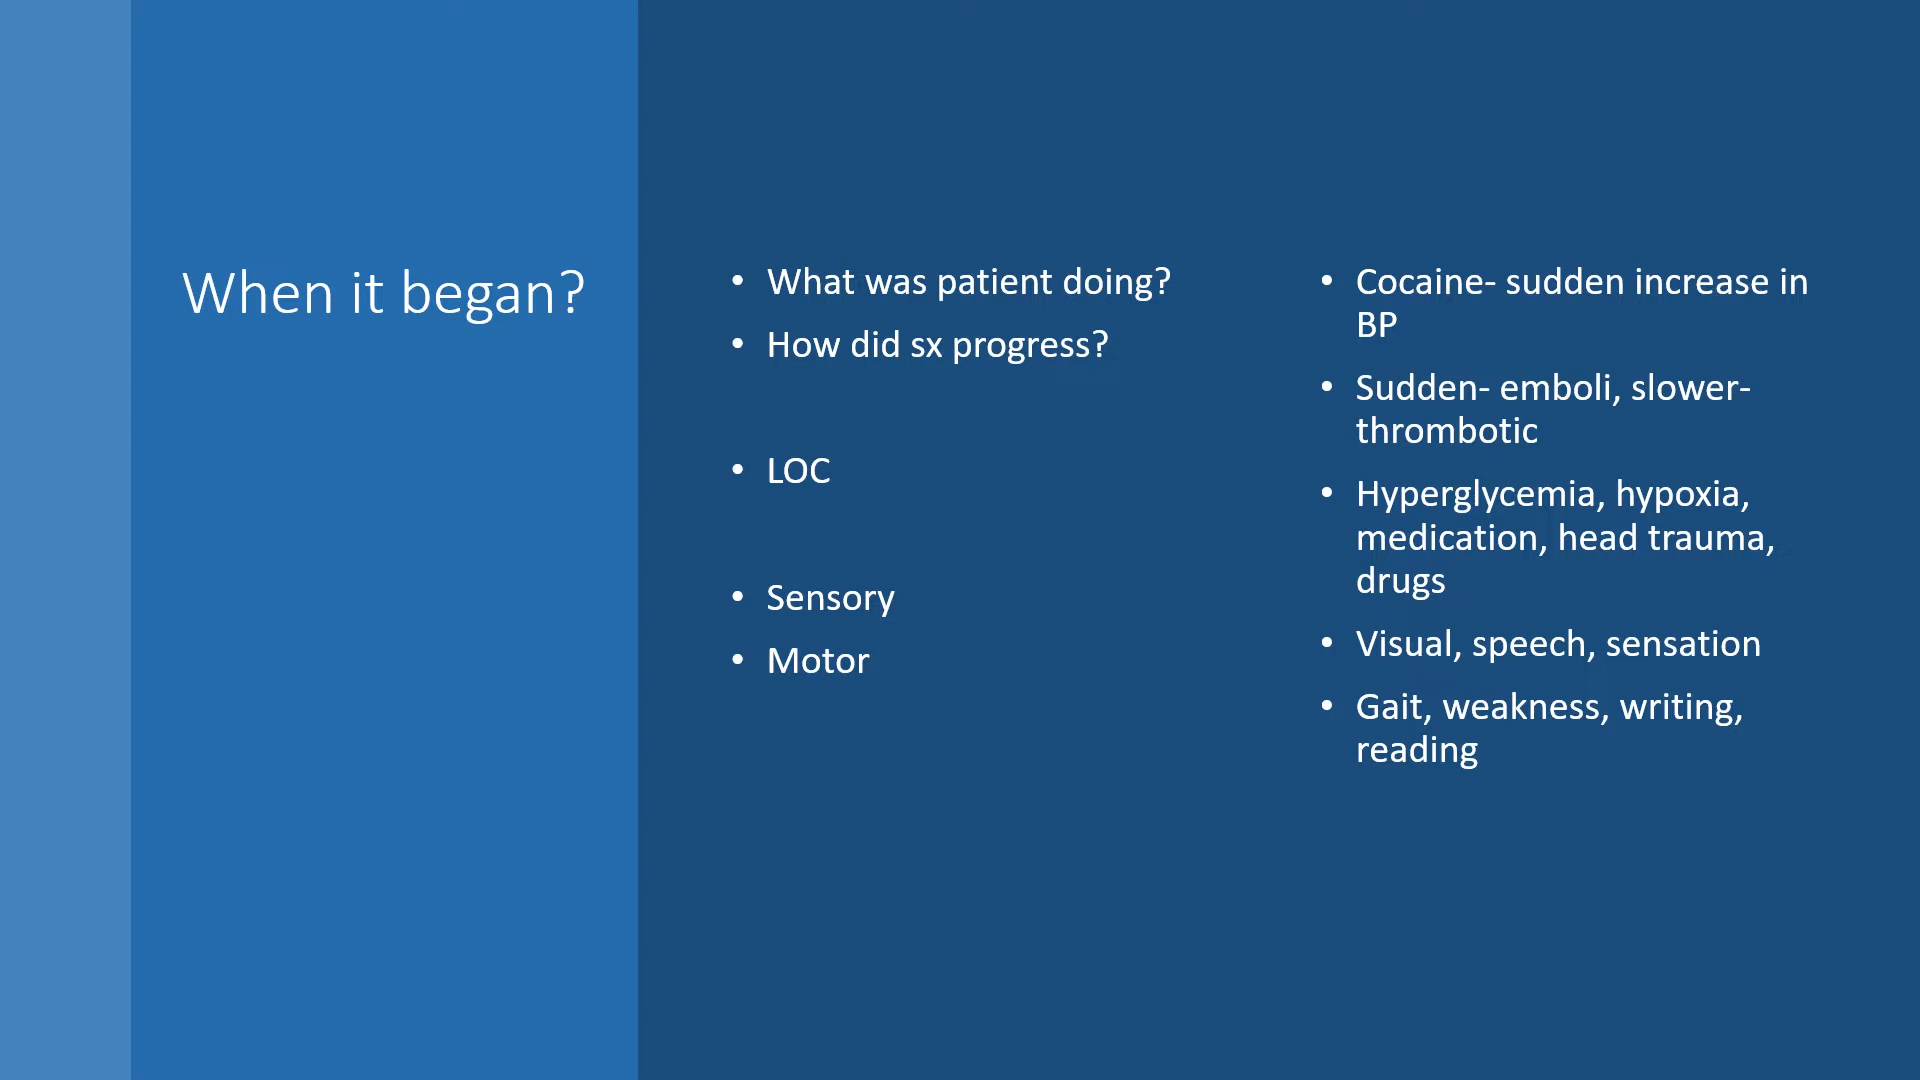 When it began?
• What was patient doing?
• How did sx progress?
• LOC
• Sensory
• Motor
• Cocaine- sudden increase in
BP
• Sudden- emboli, slower-
thrombotic
• Hyperglycemia, hypoxia,
medication, head trauma,
drugs
• Visual, speech, sensation
• Gait, weakness, writing,
reading